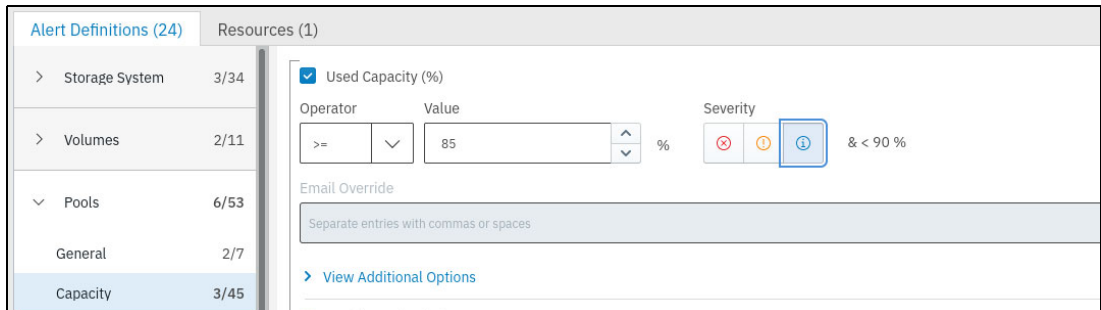 Alert Definitions (24) Resources (1)
Storage System 3/34
Volumes 2/11
Pools 6/53
General 2/7
Capacity 3/45
Used Capacity (%)
Operator Value Severity
>= 85 % & < 90 %
Email Override
Separate entries with commas or spaces
View Additional Options